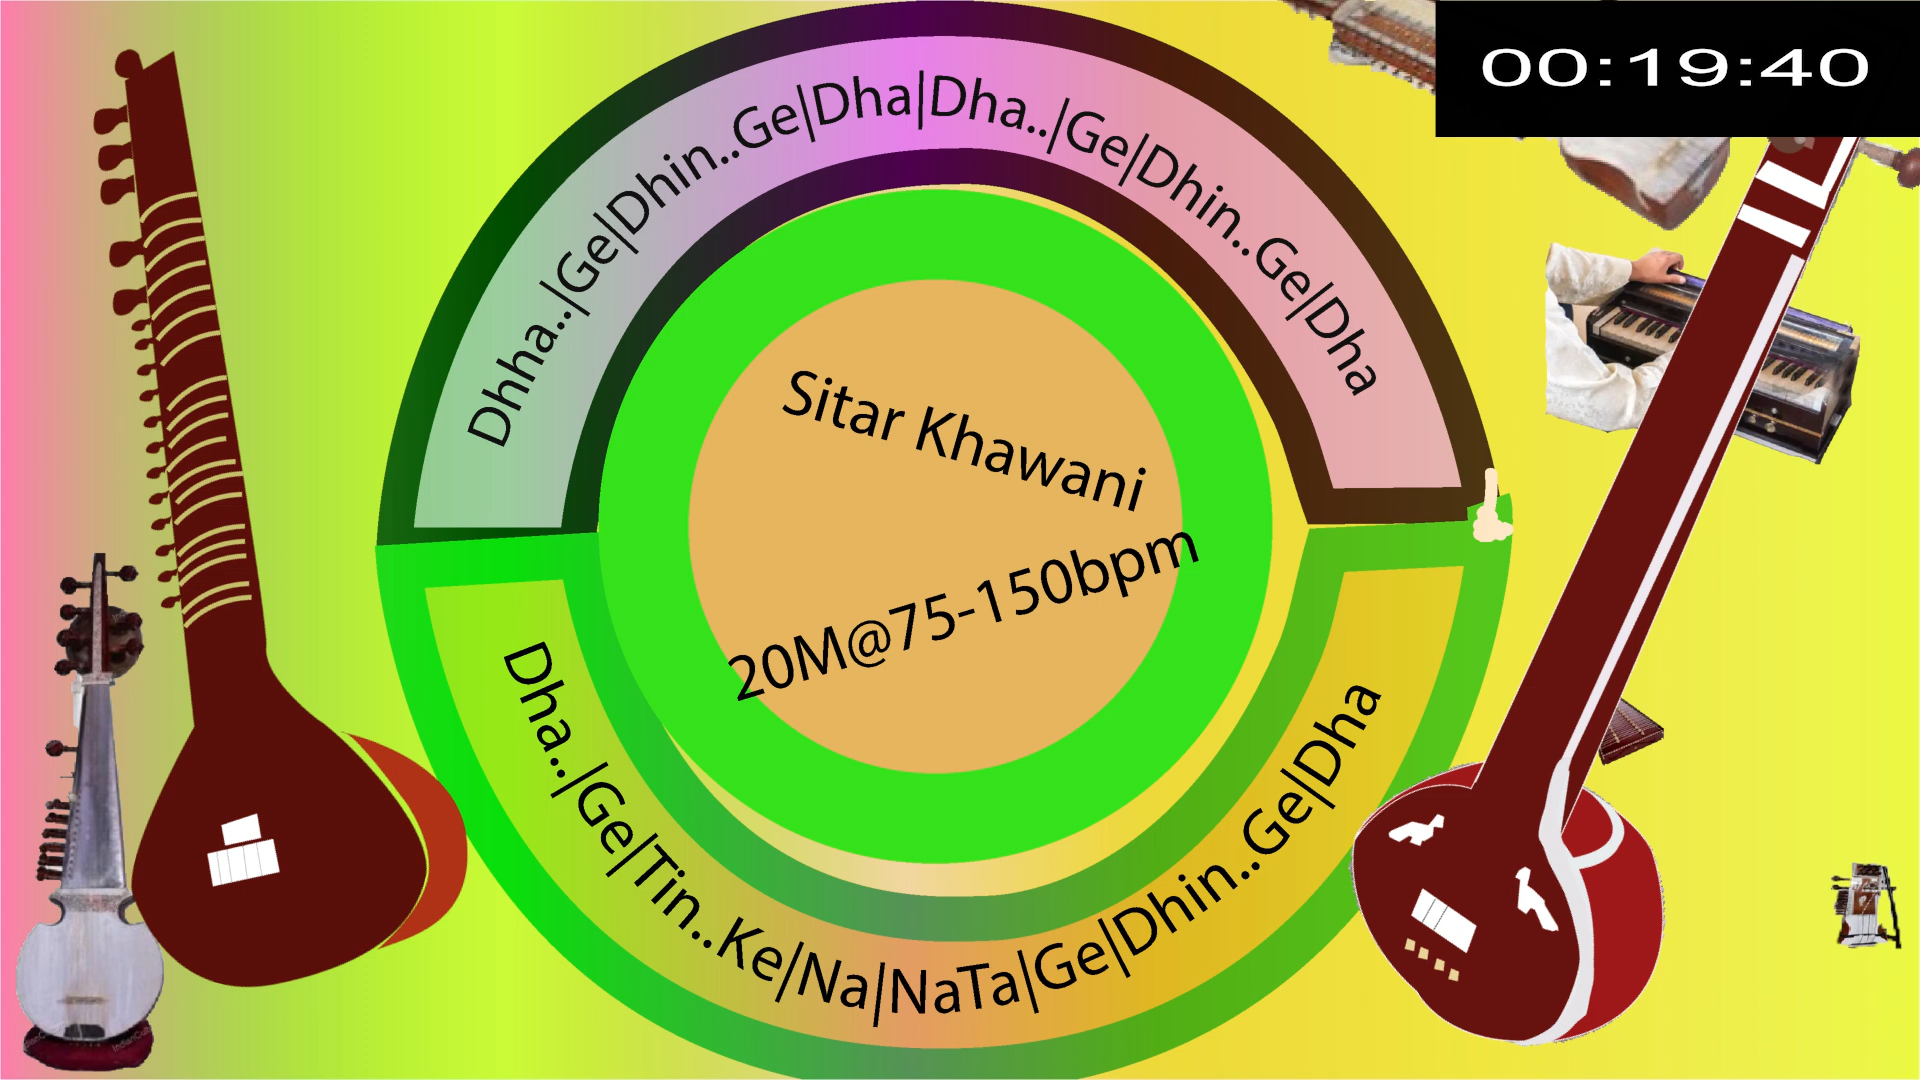 00:19:40
Dhha..|Ge|Dhin..Ge|Dha|Dha..|Ge|Dhin..Ge|Dha
Sitar Khawani
20M@75-150bpm
Dha..|Ge|Tin..Ke|Na|NaTa|Ge|Dhin..Ge|Dha